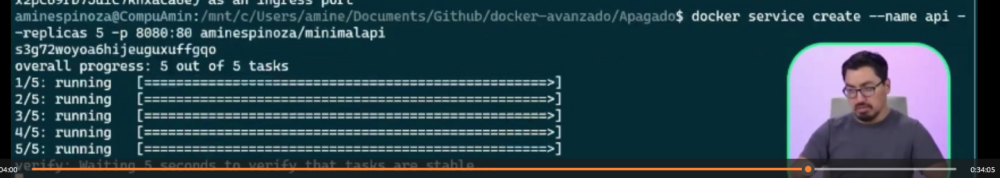 as an ingress port
aminespinoza@CompuAmin:/mnt/c/Users/amine/Documents/Github/docker-avanzado/Apagado$ docker service create --name api -
-replicas 5 -p 8080:80 aminespinoza/minimalapi
s3g72woyoa6hijeuguxuffgqo
overall progress: 5 out of 5 tasks
1/5: running   [==================================================>]
2/5: running   [==================================================>]
3/5: running   [==================================================>]
4/5: running   [==================================================>]
5/5: running   [==================================================>]
verify: Waiting 5 seconds to verify that tasks are stable
04:00
0:34:05